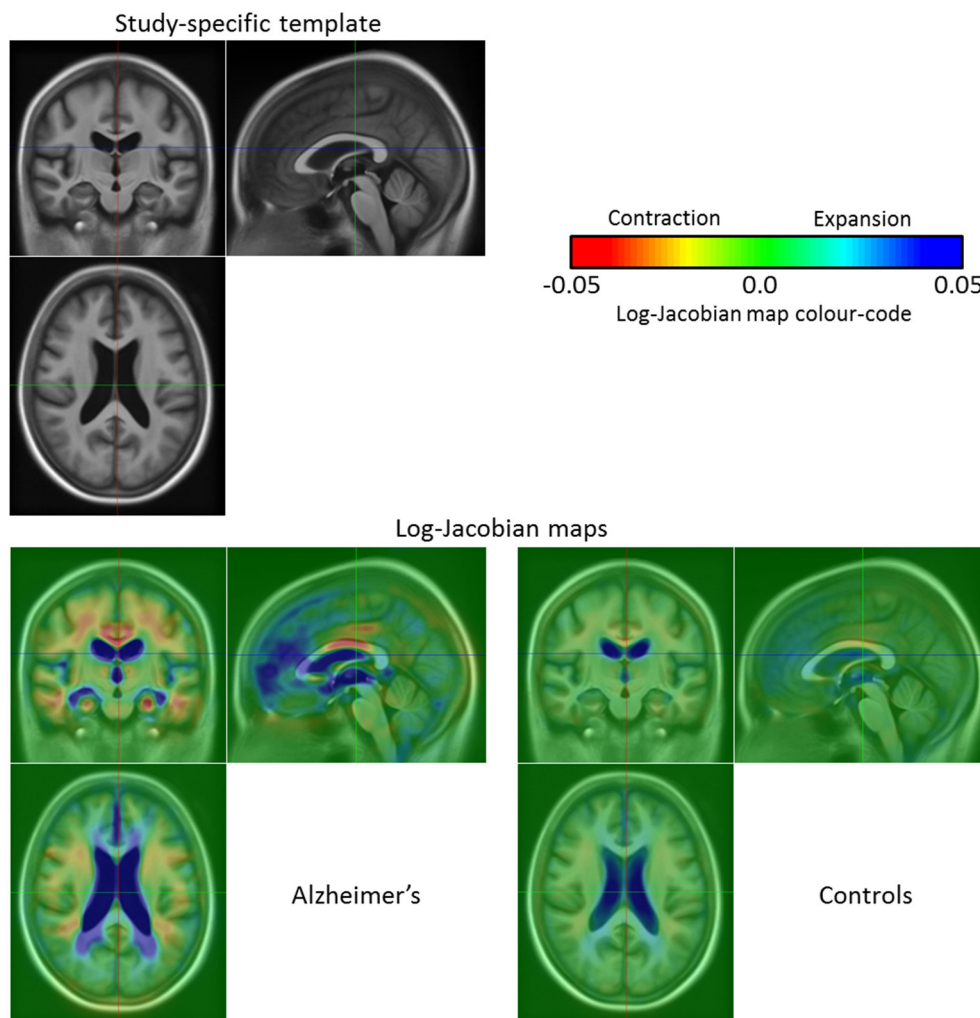 Study-specific template
Contraction Expansion
-0.05 0.0 0.05
Log-Jacobian map colour-code
Log-Jacobian maps
Alzheimer's
Controls